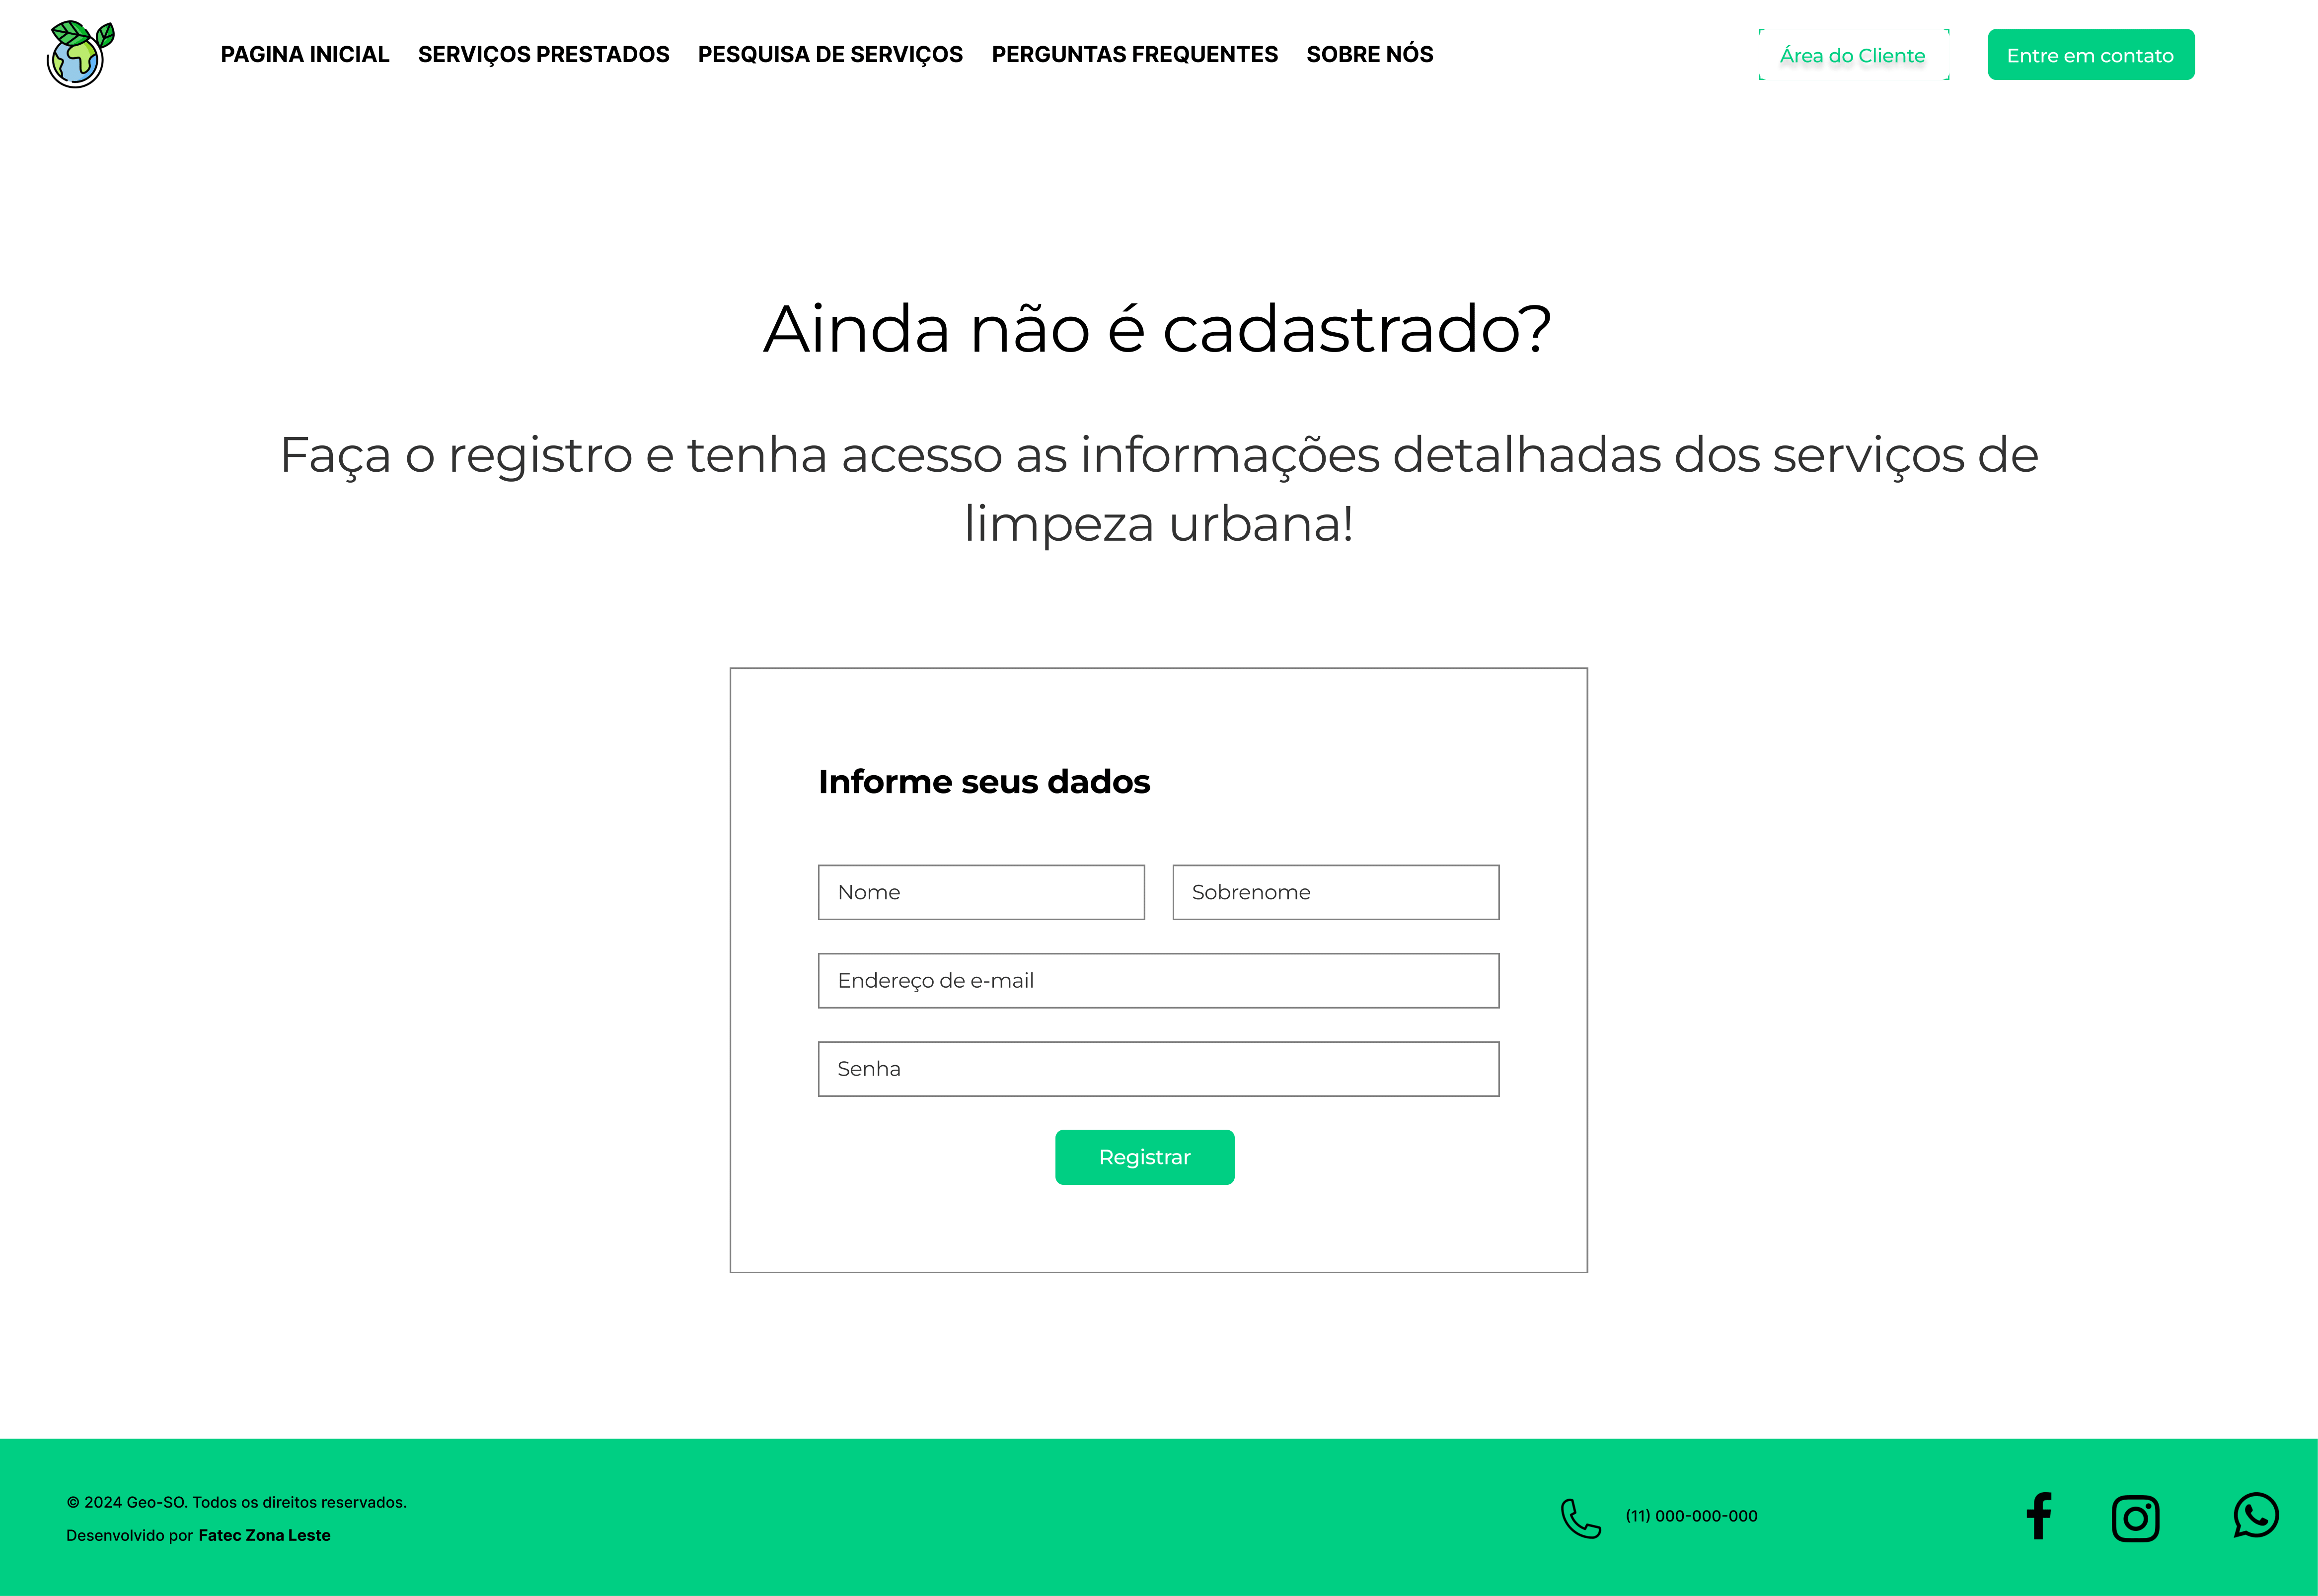 PAGINA INICIAL SERVIÇOS PRESTADOS PESQUISA DE SERVIÇOS PERGUNTAS FREQUENTES SOBRE NÓS Área do Cliente Entre em contato
Ainda não é cadastrado?
Faça o registro e tenha acesso as informações detalhadas dos serviços de
limpeza urbana!
Informe seus dados
Nome Sobrenome
Endereço de e-mail
Senha
Registrar
© 2024 Geo-SO. Todos os direitos reservados.
Desenvolvido por Fatec Zona Leste
(11) 000-000-000